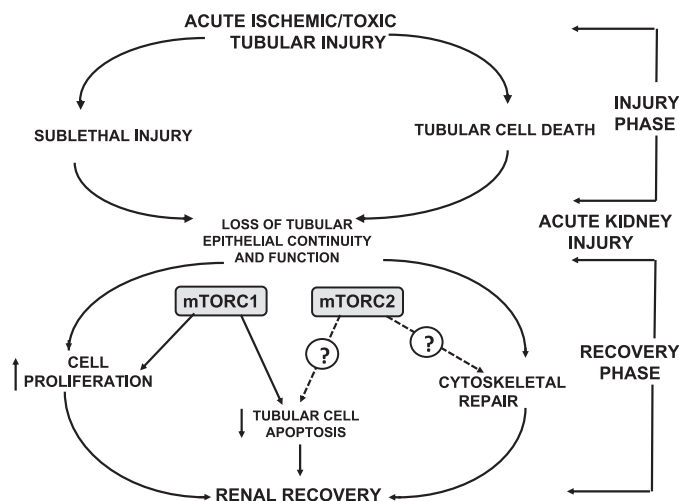 ACUTE ISCHEMIC/TOXIC
TUBULAR INJURY
INJURY
PHASE
SUBLETHAL INJURY
TUBULAR CELL DEATH
LOSS OF TUBULAR
EPITHELIAL CONTINUITY
AND FUNCTION
ACUTE KIDNEY
INJURY
mTORC1
mTORC2
?
?
CELL
PROLIFERATION
TUBULAR CELL
APOPTOSIS
CYTOSKELETAL
REPAIR
RECOVERY
PHASE
RENAL RECOVERY